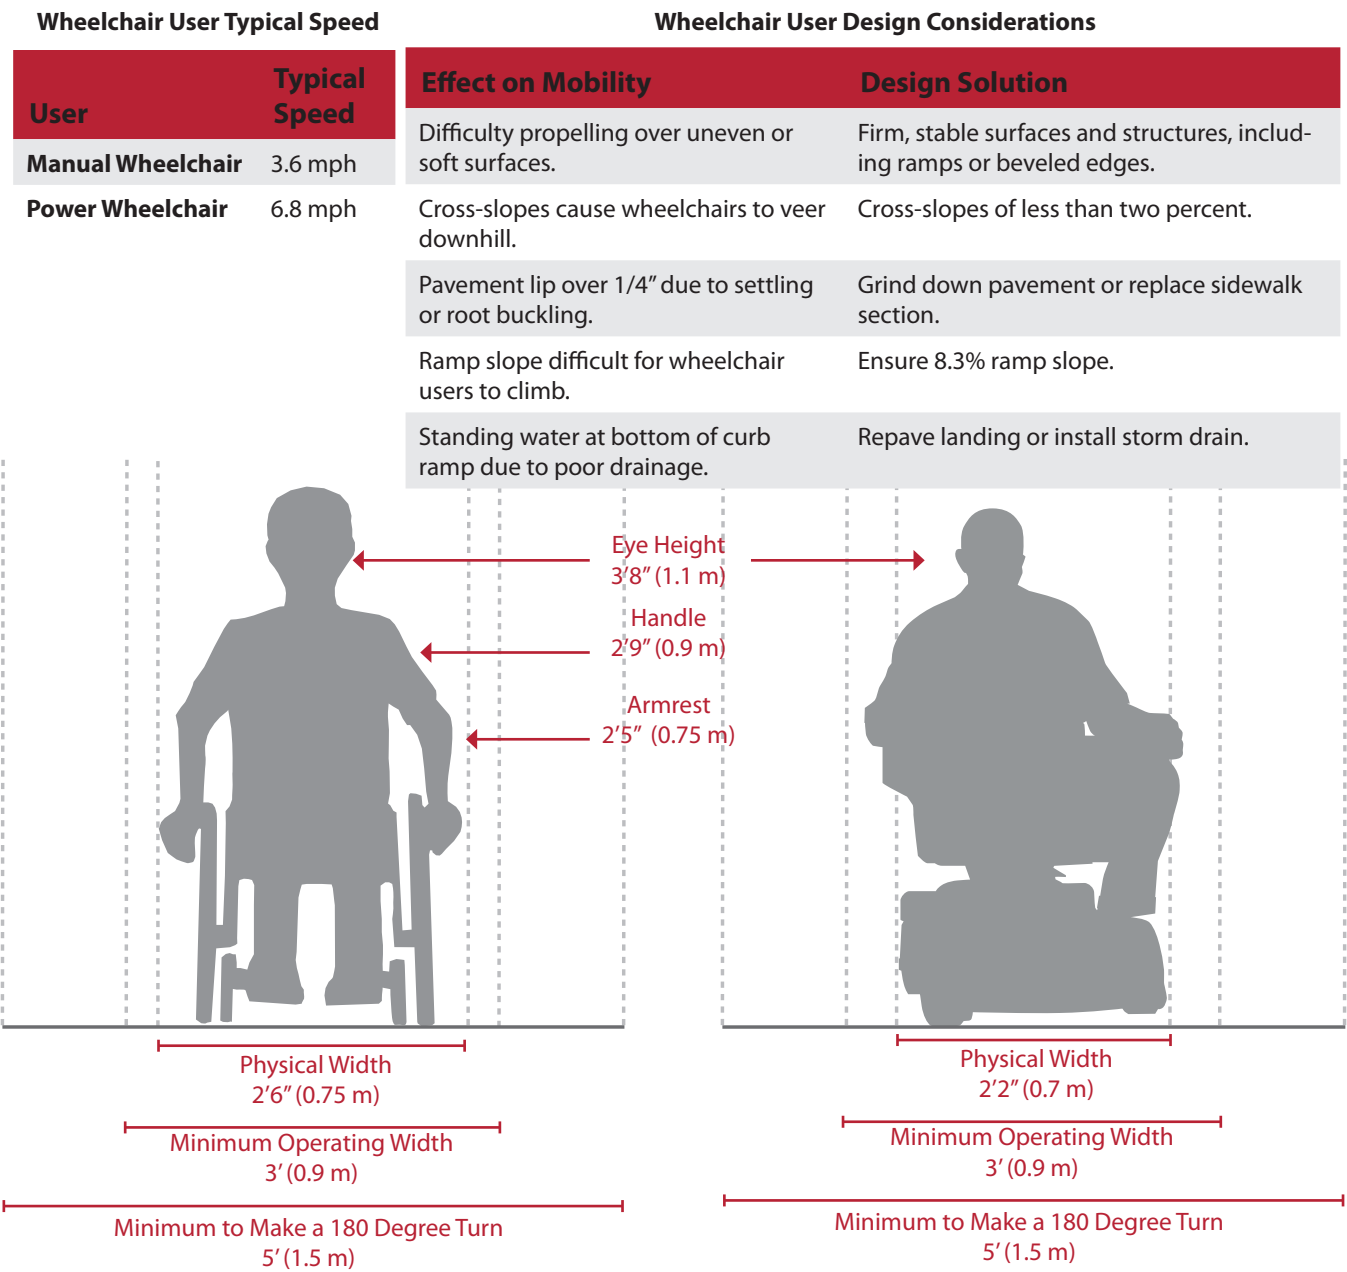 Wheelchair User Typical Speed
User
Typical
Speed
Manual Wheelchair 3.6 mph
Power Wheelchair 6.8 mph
Wheelchair User Design Considerations
Effect on Mobility
Design Solution
Difficulty propelling over uneven or
soft surfaces.
Firm, stable surfaces and structures, includ-
ing ramps or beveled edges.
Cross-slopes cause wheelchairs to veer
downhill.
Cross-slopes of less than two percent.
Pavement lip over 1/4” due to settling
or root buckling.
Grind down pavement or replace sidewalk
section.
Ramp slope difficult for wheelchair
users to climb.
Ensure 8.3% ramp slope.
Standing water at bottom of curb
ramp due to poor drainage.
Repave landing or install storm drain.
Eye Height
3’8” (1.1 m)
Handle
2’9” (0.9 m)
Armrest
2’5” (0.75 m)
Physical Width
2’6” (0.75 m)
Minimum Operating Width
3’ (0.9 m)
Minimum to Make a 180 Degree Turn
5’ (1.5 m)
Physical Width
2’2” (0.7 m)
Minimum Operating Width
3’ (0.9 m)
Minimum to Make a 180 Degree Turn
5’ (1.5 m)